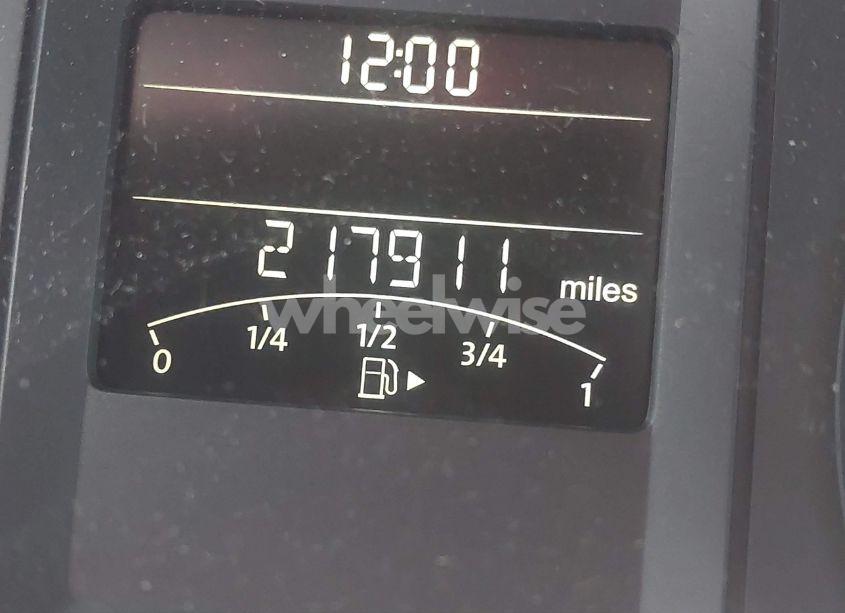 12:00
217911 miles
wheelwise
0 1/4 1/2 3/4 1